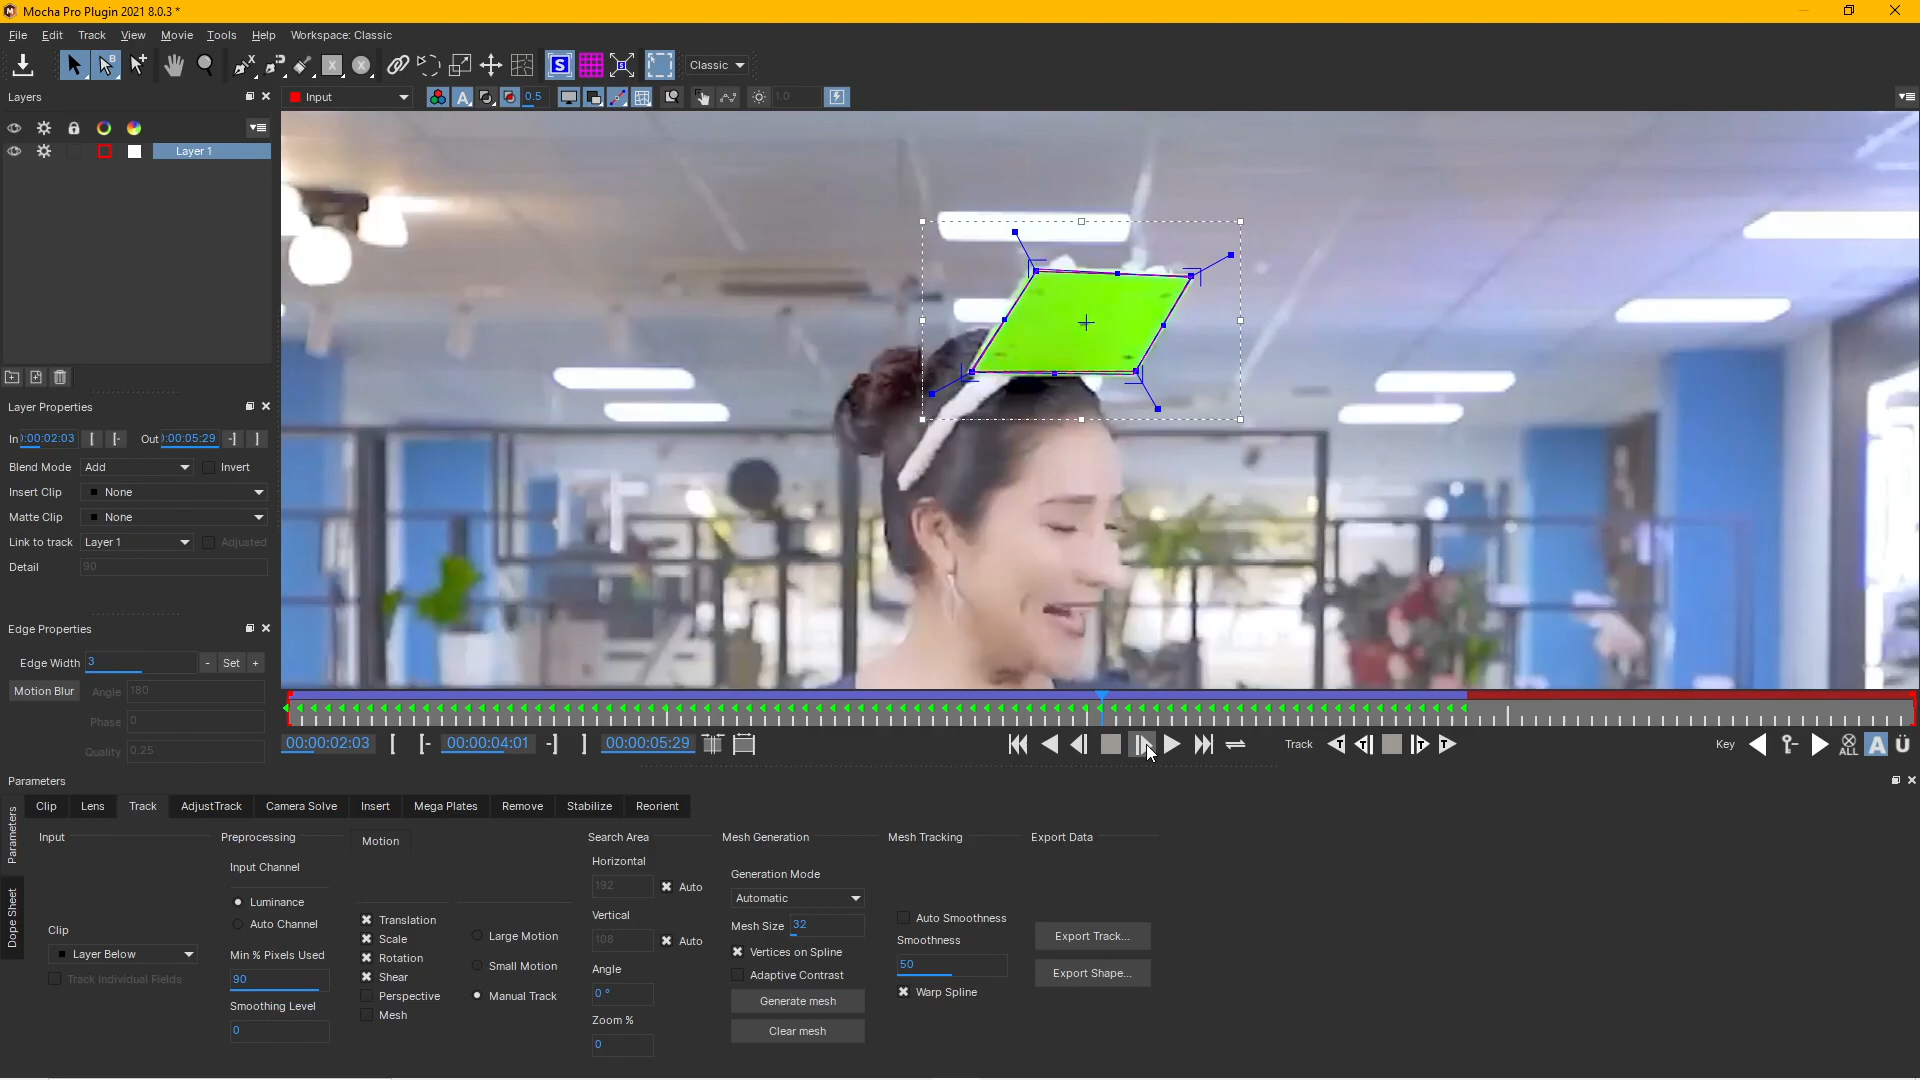 Mocha Pro Plugin 2021 8.0.3 *
File Edit Track View Movie Tools Help Workspace: Classic
S Classic
Layers Input A 0.5 1.0
Layer 1
Layer Properties
In 0:00:02:03 [ [- Out 0:00:05:29 -] ]
Blend Mode Add Invert
Insert Clip None
Matte Clip None
Link to track Layer 1 Adjusted
Detail 90
Edge Properties
Edge Width 3 - Set +
Motion Blur Angle 180
Phase 0
Quality 0.25
00:00:02:03 [ [- 00:00:04:01 -] ] 00:00:05:29 Track T T T T Key ALL A Ü
Parameters
Parameters
Dope Sheet
Clip Lens Track AdjustTrack Camera Solve Insert Mega Plates Remove Stabilize Reorient
Input
Clip
Layer Below
Track Individual Fields
Preprocessing
Input Channel
Luminance
Auto Channel
Min % Pixels Used
90
Smoothing Level
0
Motion
Translation
Scale
Rotation
Shear
Perspective
Mesh
Large Motion
Small Motion
Manual Track
Search Area
Horizontal
192 Auto
Vertical
108 Auto
Angle
0 °
Zoom %
0
Mesh Generation
Generation Mode
Automatic
Mesh Size 32
Vertices on Spline
Adaptive Contrast
Generate mesh
Clear mesh
Mesh Tracking
Auto Smoothness
Smoothness
50
Warp Spline
Export Data
Export Track...
Export Shape...